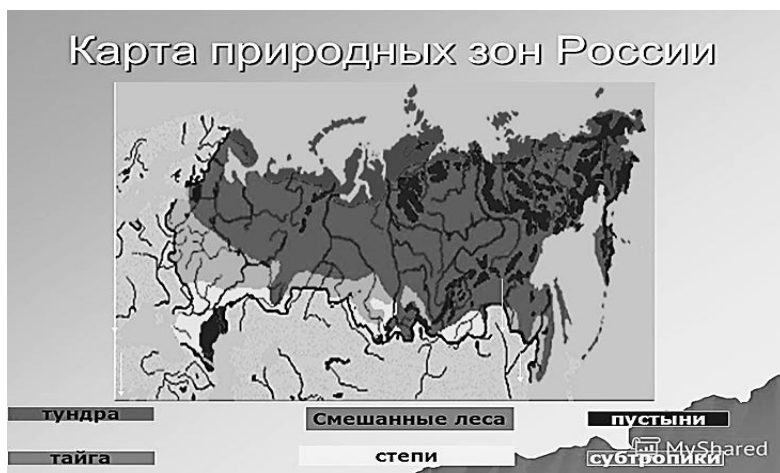 Карта природных зон России
тундра
Смешанные леса
пустыни
тайга
степи
субтропики
MyShared